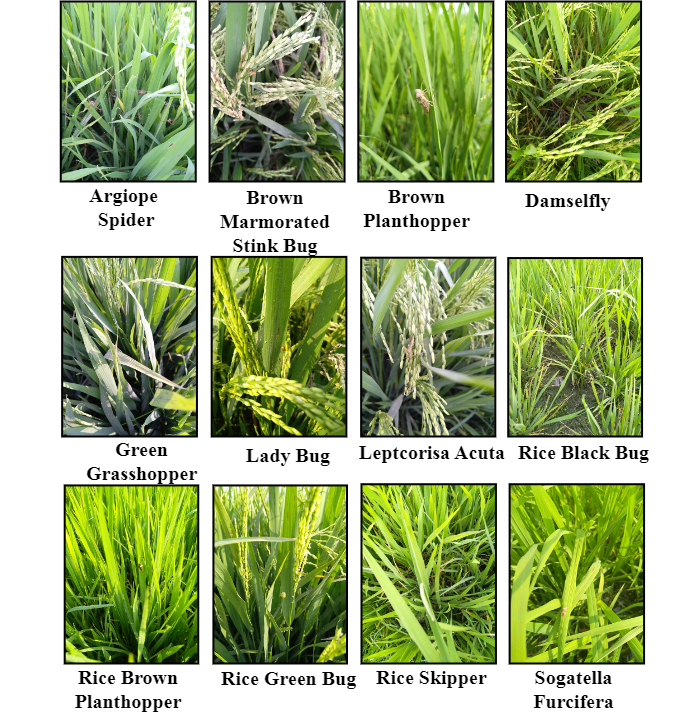 Argiope
Spider
Brown
Marmorated
Stink Bug
Brown
Planthopper
Damselfly
Green
Grasshopper
Lady Bug
Leptcorisa Acuta
Rice Black Bug
Rice Brown
Planthopper
Rice Green Bug
Rice Skipper
Sogatella
Furcifera